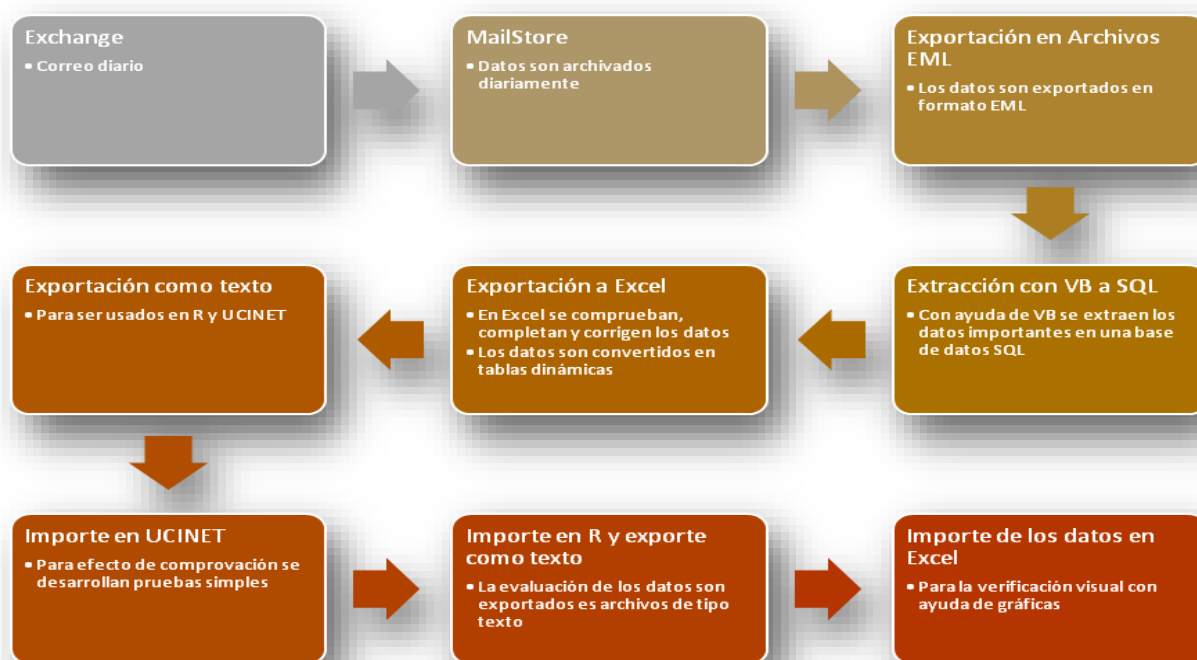 Exchange
▪ Correo diario
MailStore
▪ Datos son archivados
diariamente
Exportación en Archivos
EML
▪ Los datos son exportados en
formato EML
Extracción con VB a SQL
▪ Con ayuda de VB se extraen los
datos importantes en una base
de datos SQL
Exportación a Excel
▪ En Excel se comprueban,
completan y corrigen los datos
▪ Los datos son convertidos en
tablas dinámicas
Exportación como texto
▪ Para ser usados en R y UCINET
Importe en UCINET
▪ Para efecto de comprovación se
desarrollan pruebas simples
Importe en R y exporte
como texto
▪ La evaluación de los datos son
exportados es archivos de tipo
texto
Importe de los datos en
Excel
▪ Para la verificación visual con
ayuda de gráficas